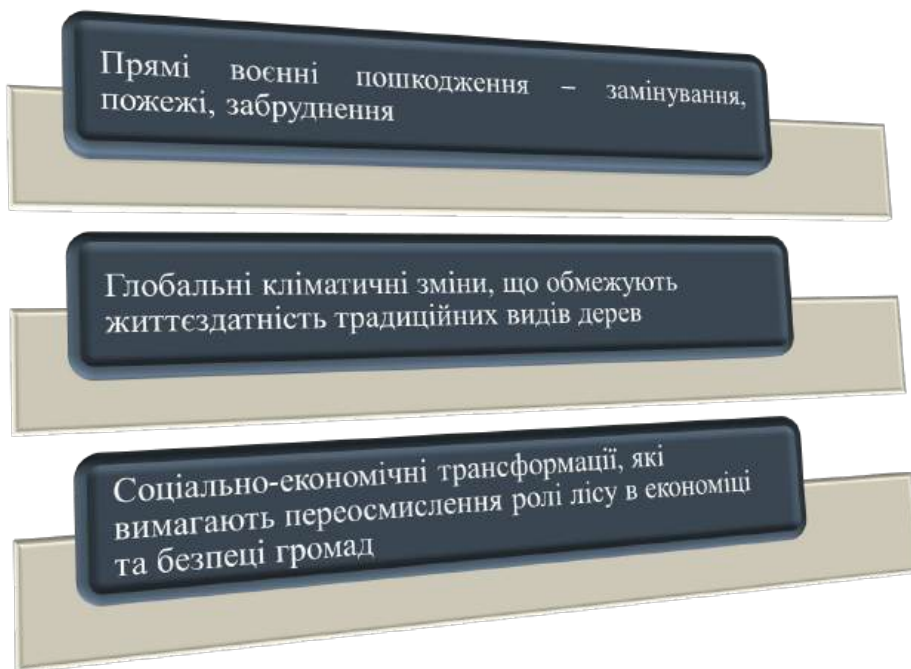 Прямі воєнні пошкодження – замінування,
пожежі, забруднення
Глобальні кліматичні зміни, що обмежують
життєздатність традиційних видів дерев
Соціально-економічні трансформації, які
вимагають переосмислення ролі лісу в економіці
та безпеці громад